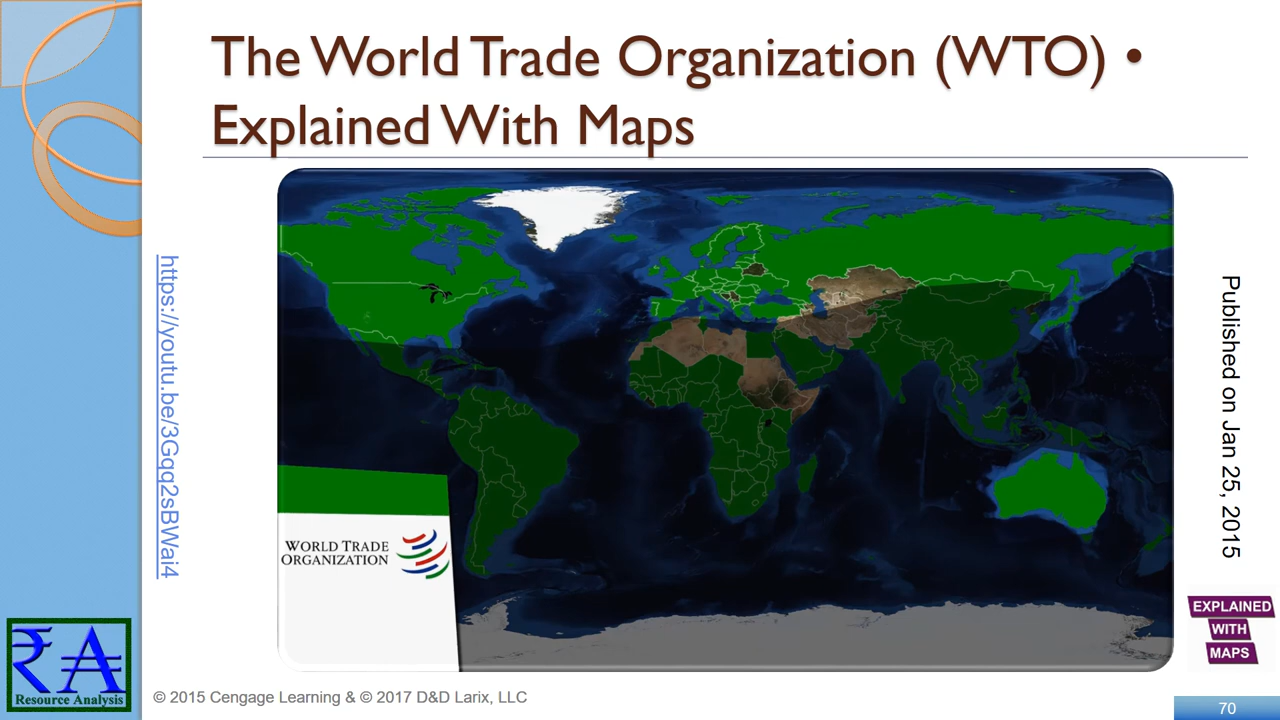 The World Trade Organization (WTO) •
Explained With Maps
https://youtu.be/3Gqq2sBWai4
Published on Jan 25, 2015
WORLD TRADE
ORGANIZATION
EXPLAINED
WITH
MAPS
₹A
Resource Analysis
© 2015 Cengage Learning & © 2017 D&D Larix, LLC
70